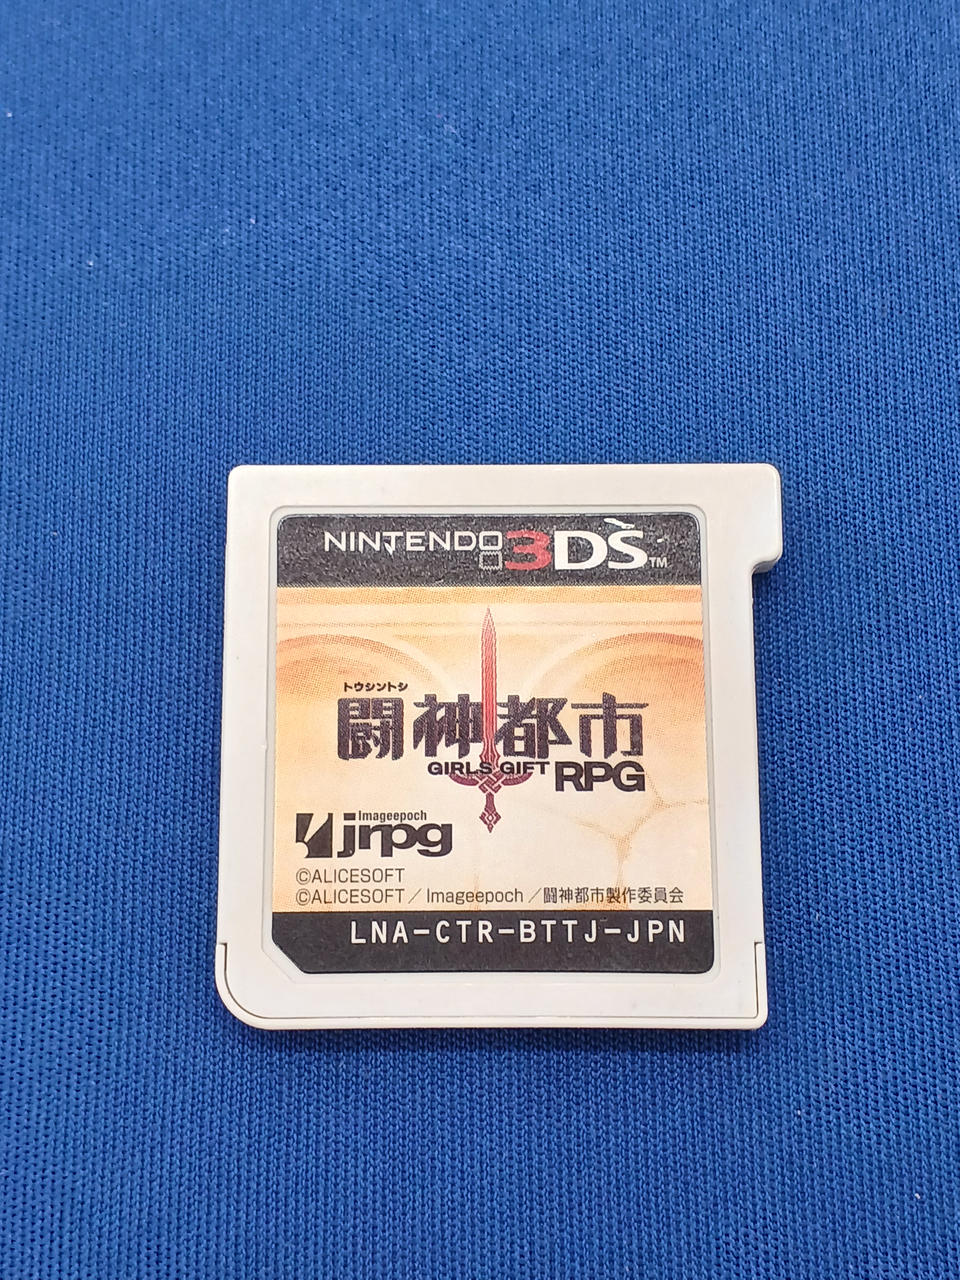 NINTENDO 3DS™
トウシントシ
闘神都市
GIRLS GIFT RPG
Imageepoch
jrpg
©ALICESOFT
©ALICESOFT／Imageepoch／闘神都市製作委員会
LNA-CTR-BTTJ-JPN